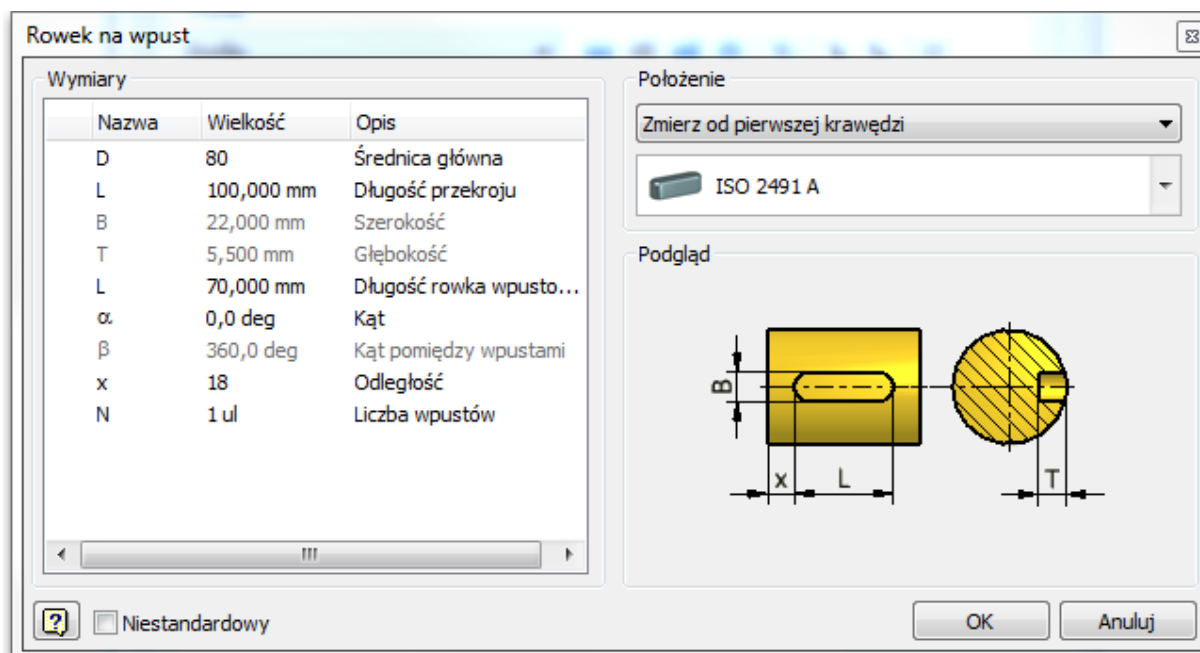 Rowek na wpust
Wymiary
Nazwa Wielkość Opis
D 80 Średnica główna
L 100,000 mm Długość przekroju
B 22,000 mm Szerokość
T 5,500 mm Głębokość
L 70,000 mm Długość rowka wpusto...
α 0,0 deg Kąt
β 360,0 deg Kąt pomiędzy wpustami
x 18 Odległość
N 1 ul Liczba wpustów
Niestandardowy
Położenie
Zmierz od pierwszej krawędzi
ISO 2491 A
Podgląd
B
x L T
OK Anuluj